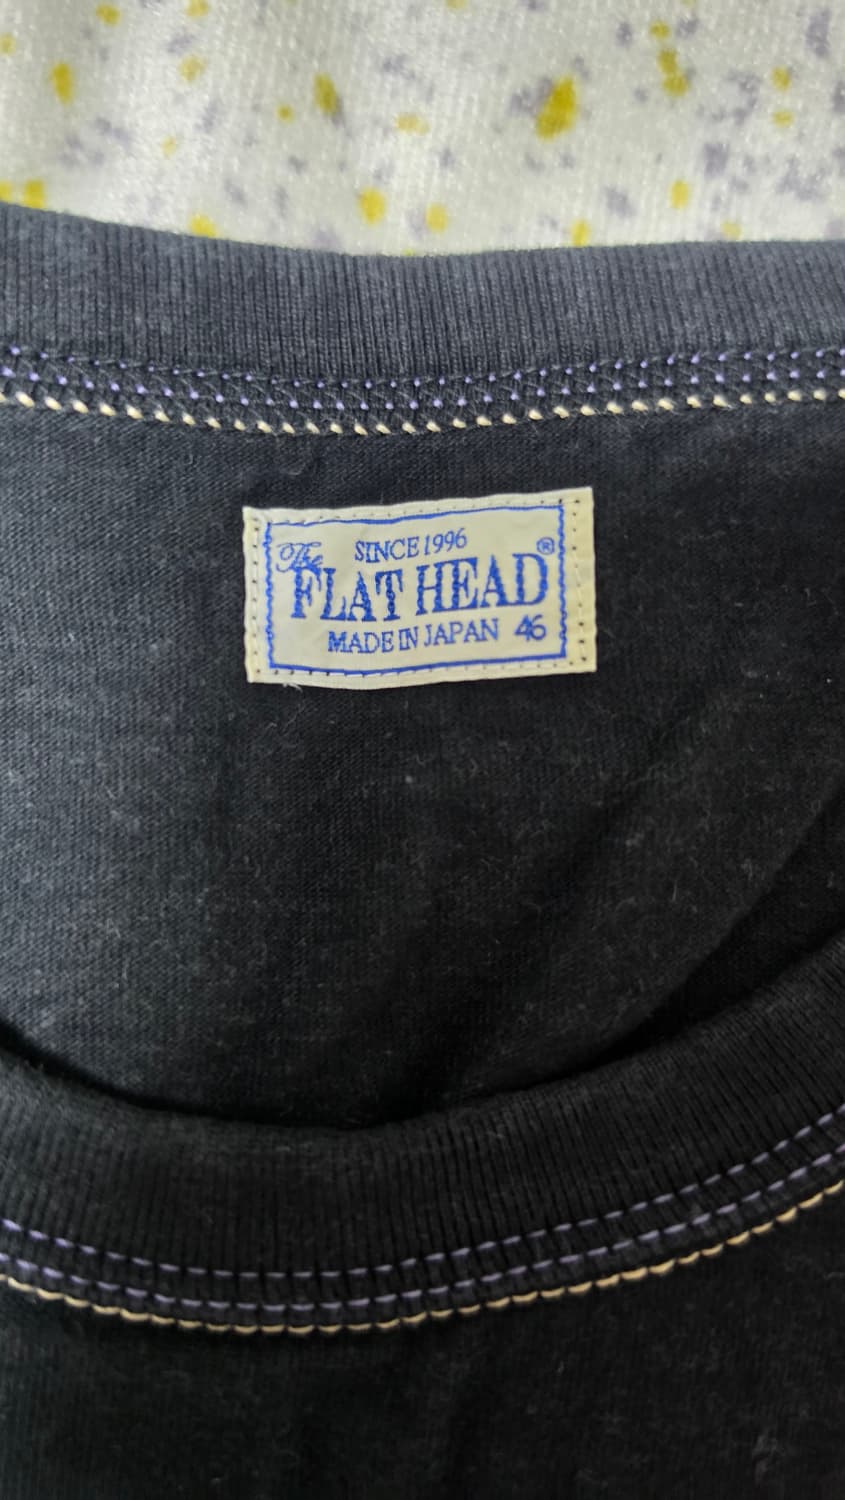 SINCE 1996
The
FLAT HEAD®
MADE IN JAPAN 46